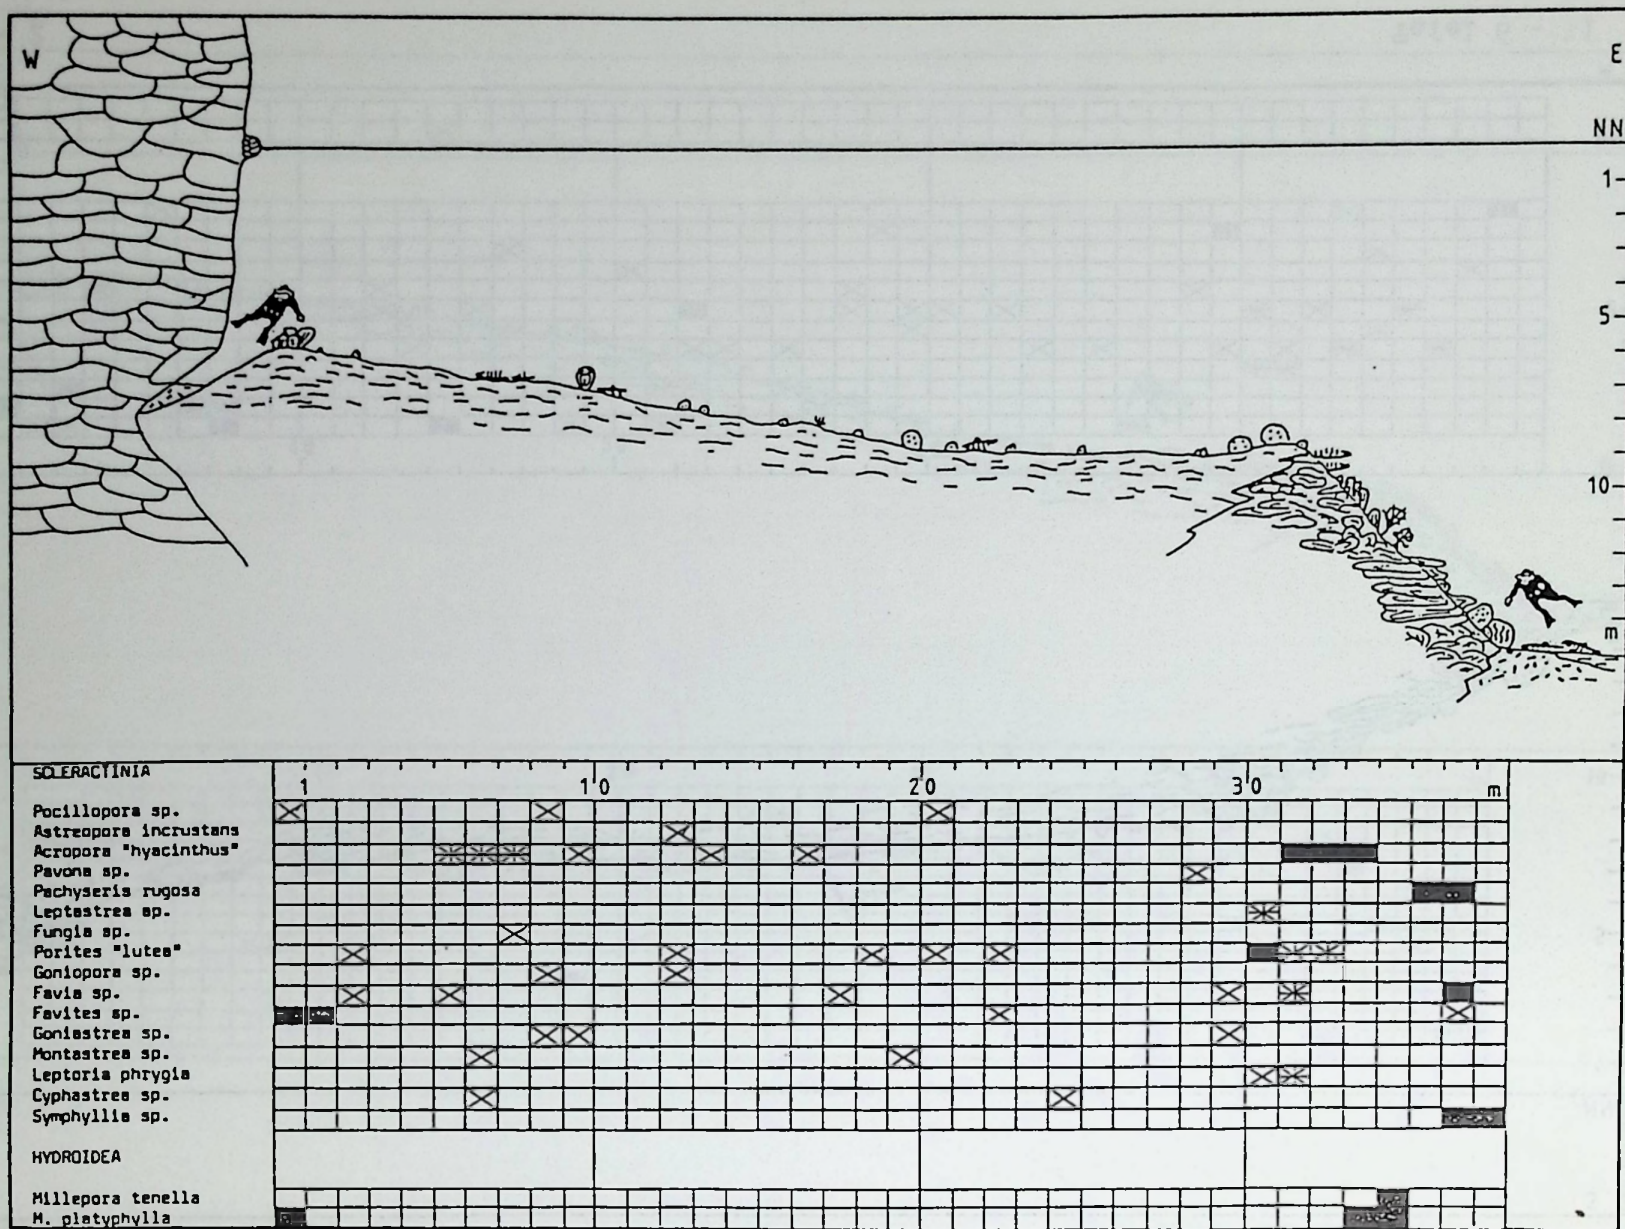 W E
NN
1
5
10
m
SCLERACTINIA
1 10 20 30 m
Pocillopora sp.
Astreopora incrustans
Acropora "hyacinthus"
Pavona sp.
Pachyseris rugosa
Leptastrea sp.
Fungia sp.
Porites "lutea"
Goniopora sp.
Favia sp.
Favites sp.
Goniastrea sp.
Montastrea sp.
Leptoria phrygia
Cyphastrea sp.
Symphyllia sp.
HYDROIDEA
Millepora tenella
M. platyphylla